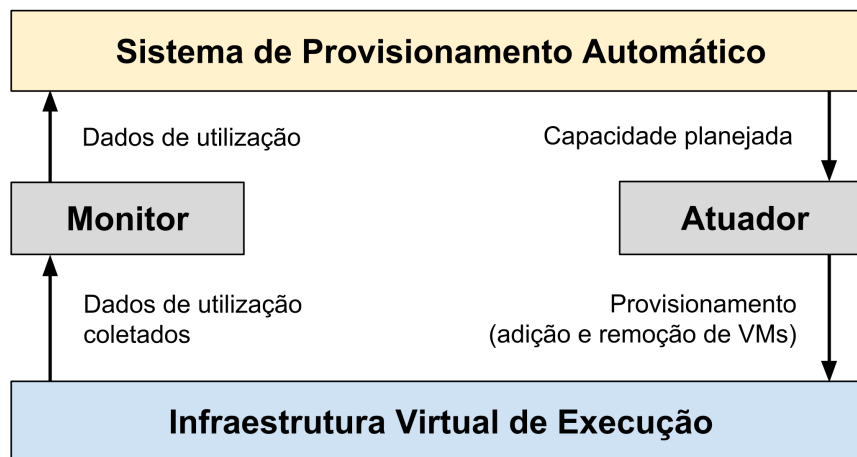 Sistema de Provisionamento Automático
Dados de utilização
Capacidade planejada
Monitor
Atuador
Dados de utilização
coletados
Provisionamento
(adição e remoção de VMs)
Infraestrutura Virtual de Execução